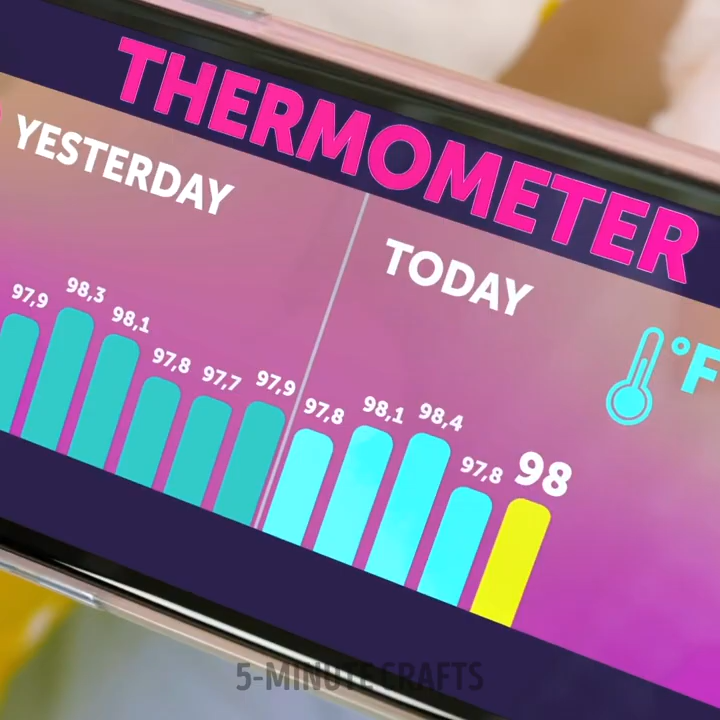 THERMOMETER
YESTERDAY
TODAY
°F
97,9 98,3 98,1 97,8 97,7 97,9 97,8 98,1 98,4 97,8 98
5-MINUTE CRAFTS